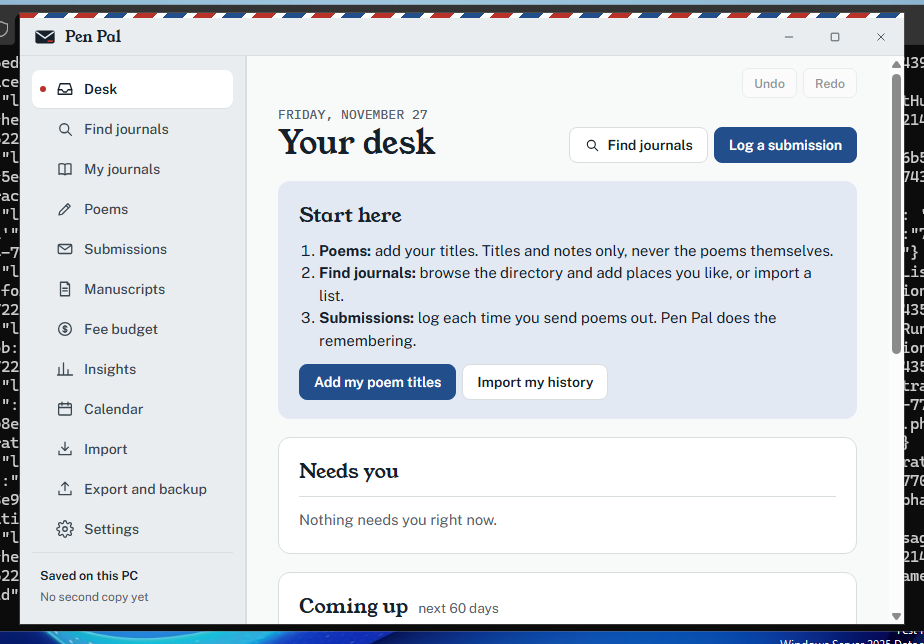 Pen Pal
Desk
Find journals
My journals
Poems
Submissions
Manuscripts
Fee budget
Insights
Calendar
Import
Export and backup
Settings
Saved on this PC
No second copy yet
Undo
Redo
FRIDAY, NOVEMBER 27
Your desk
Find journals
Log a submission
Start here
1. Poems: add your titles. Titles and notes only, never the poems themselves.
2. Find journals: browse the directory and add places you like, or import a
list.
3. Submissions: log each time you send poems out. Pen Pal does the
remembering.
Add my poem titles
Import my history
Needs you
Nothing needs you right now.
Coming up next 60 days